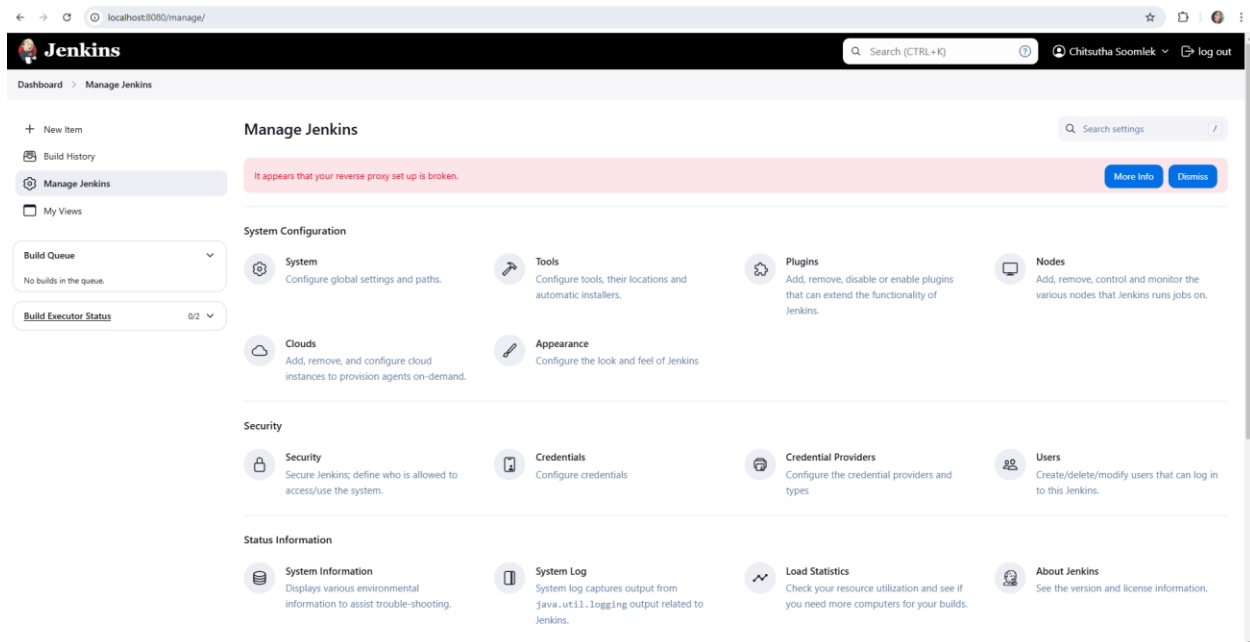 localhost:8080/manage/
Jenkins
Search (CTRL+K)
Chitsutha Soomlek
log out
Dashboard > Manage Jenkins
New Item
Build History
Manage Jenkins
My Views
Build Queue
No builds in the queue.
Build Executor Status 0/2
Manage Jenkins
Search settings /
It appears that your reverse proxy set up is broken.
More Info
Dismiss
System Configuration
System
Configure global settings and paths.
Tools
Configure tools, their locations and
automatic installers.
Plugins
Add, remove, disable or enable plugins
that can extend the functionality of
Jenkins.
Nodes
Add, remove, control and monitor the
various nodes that Jenkins runs jobs on.
Clouds
Add, remove, and configure cloud
instances to provision agents on-demand.
Appearance
Configure the look and feel of Jenkins
Security
Security
Secure Jenkins; define who is allowed to
access/use the system.
Credentials
Configure credentials
Credential Providers
Configure the credential providers and
types
Users
Create/delete/modify users that can log in
to this Jenkins.
Status Information
System Information
Displays various environmental
information to assist trouble-shooting.
System Log
System log captures output from
java.util.logging output related to
Jenkins.
Load Statistics
Check your resource utilization and see if
you need more computers for your builds.
About Jenkins
See the version and license information.